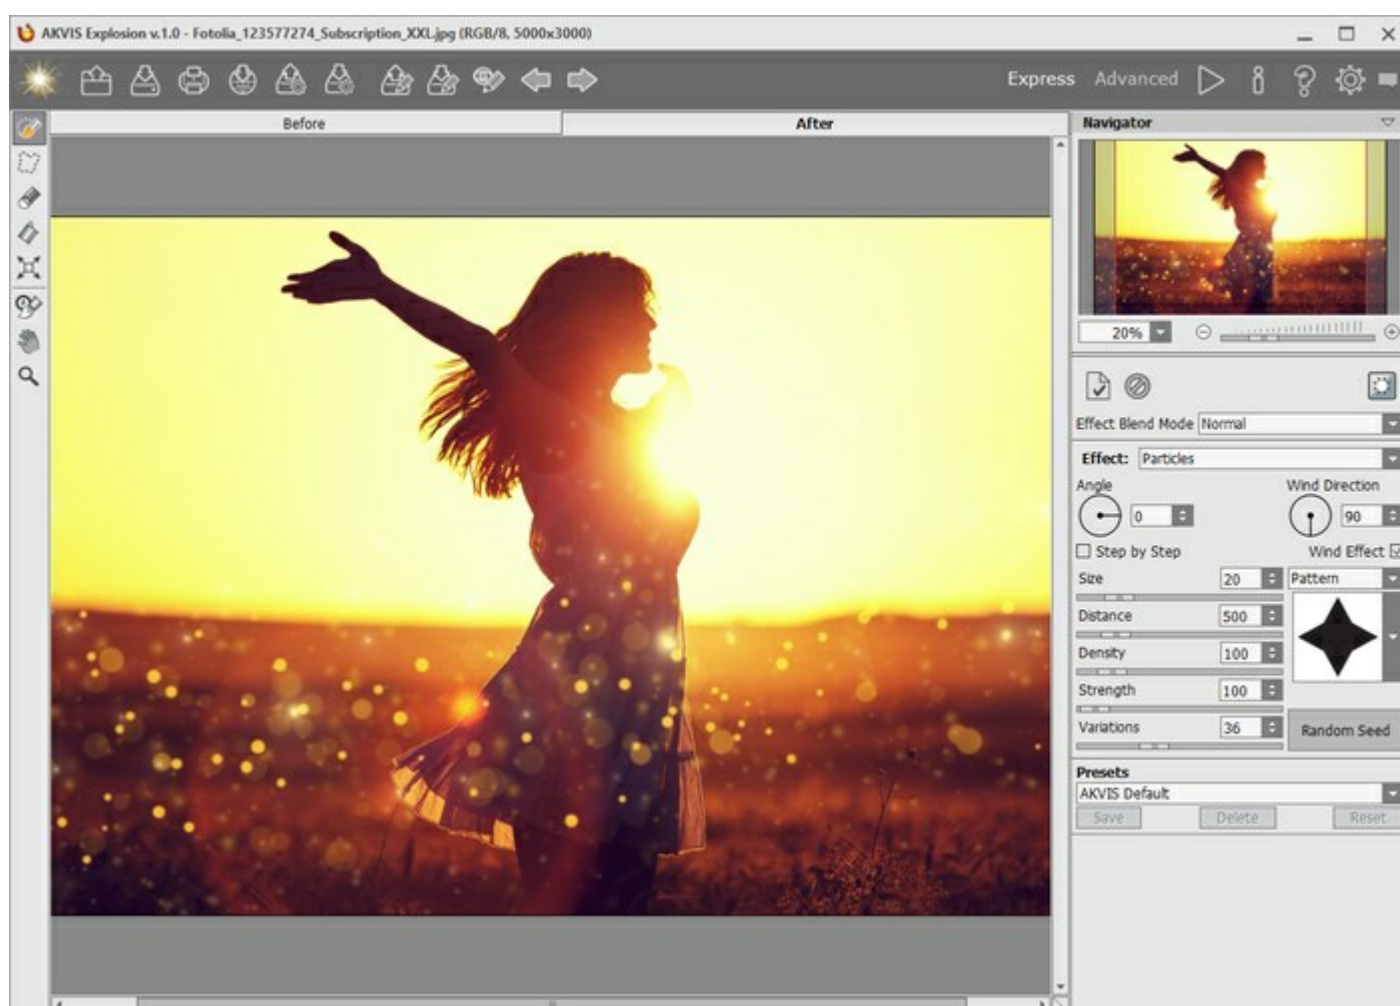 AKVIS Explosion v.1.0 - Fotolia_123577274_Subscription_XXL.jpg (RGB/8, 5000x3000)
Express Advanced
Before After Navigator
20%
Effect Blend Mode Normal
Effect: Particles
Angle Wind Direction
0 90
Step by Step Wind Effect
Size 20 Pattern
Distance 500
Density 100
Strength 100
Variations 36 Random Seed
Presets
AKVIS Default
Save Delete Reset